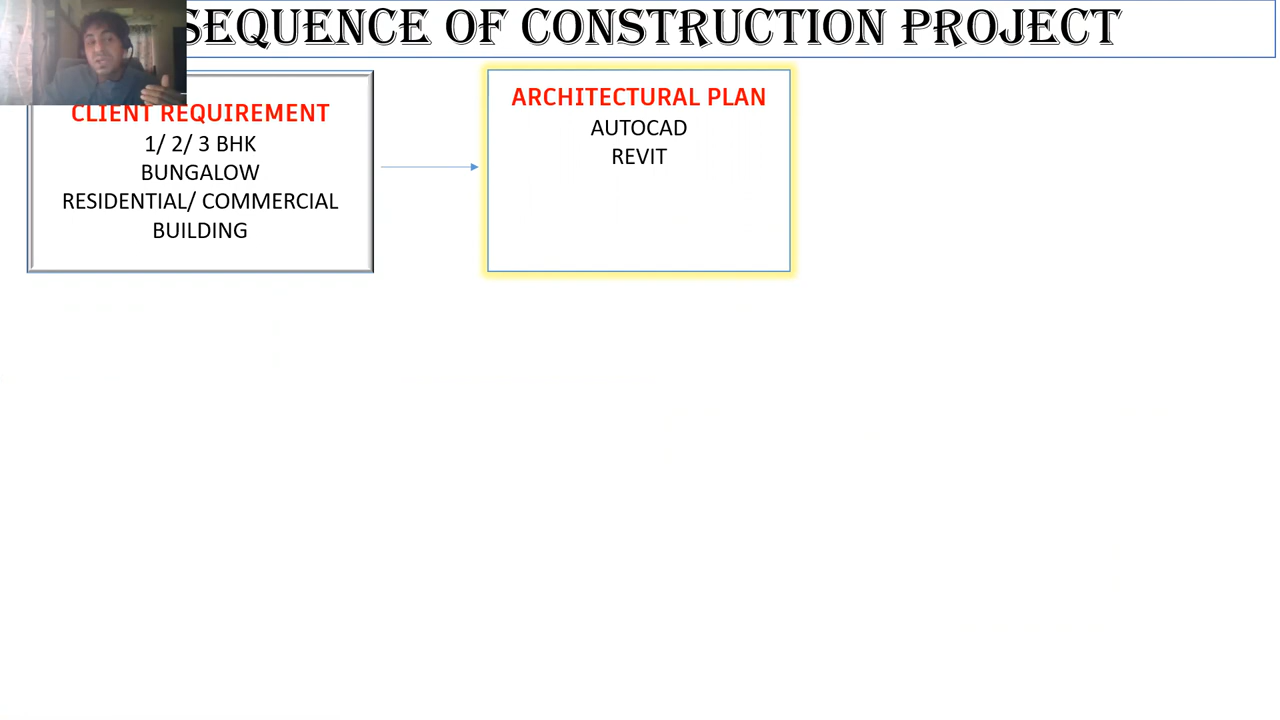 SEQUENCE OF CONSTRUCTION PROJECT
CLIENT REQUIREMENT
1/ 2/ 3 BHK
BUNGALOW
RESIDENTIAL/ COMMERCIAL
BUILDING
ARCHITECTURAL PLAN
AUTOCAD
REVIT